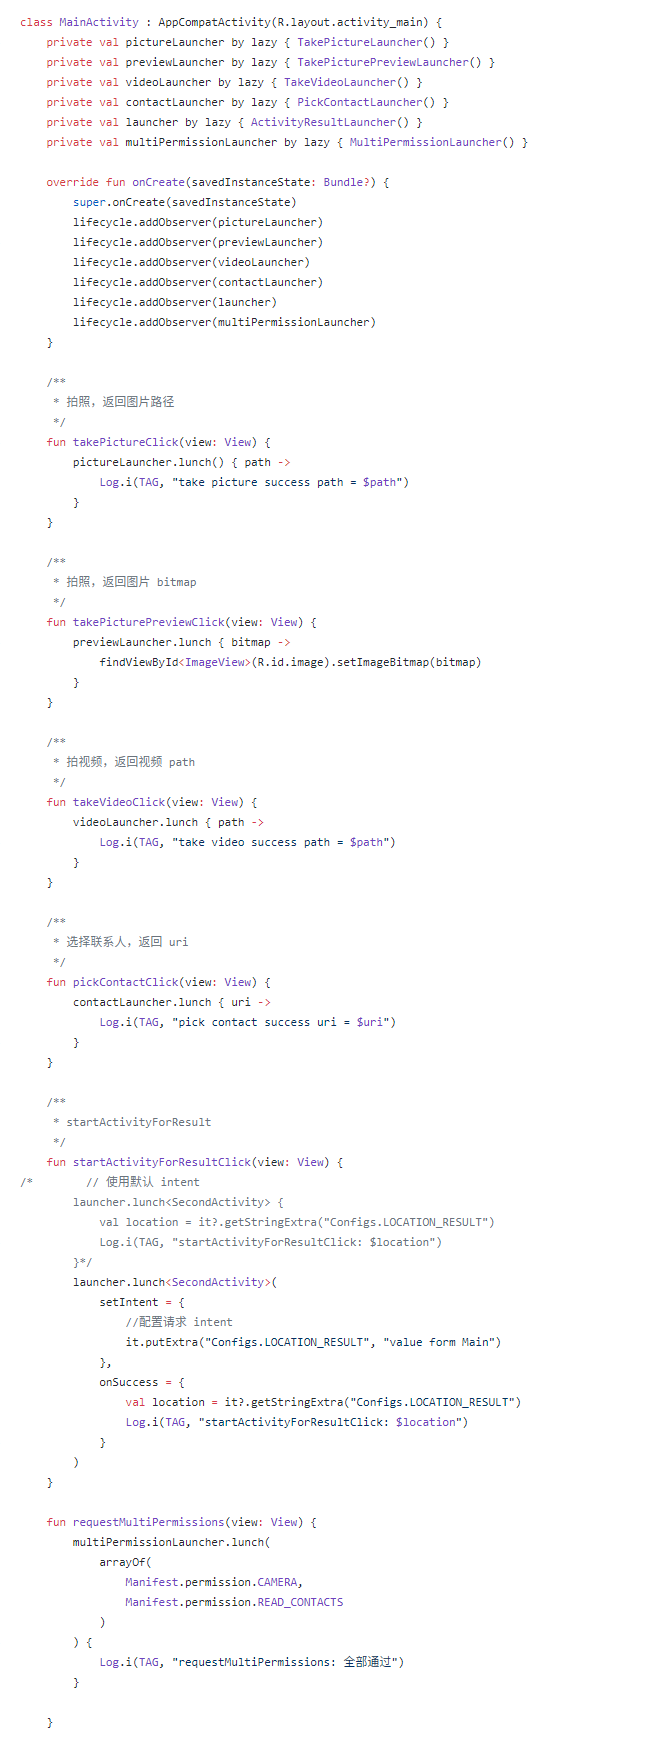 class MainActivity : AppCompatActivity(R.layout.activity_main) {
    private val pictureLauncher by lazy { TakePictureLauncher() }
    private val previewLauncher by lazy { TakePicturePreviewLauncher() }
    private val videoLauncher by lazy { TakeVideoLauncher() }
    private val contactLauncher by lazy { PickContactLauncher() }
    private val launcher by lazy { ActivityResultLauncher() }
    private val multiPermissionLauncher by lazy { MultiPermissionLauncher() }

    override fun onCreate(savedInstanceState: Bundle?) {
        super.onCreate(savedInstanceState)
        lifecycle.addObserver(pictureLauncher)
        lifecycle.addObserver(previewLauncher)
        lifecycle.addObserver(videoLauncher)
        lifecycle.addObserver(contactLauncher)
        lifecycle.addObserver(launcher)
        lifecycle.addObserver(multiPermissionLauncher)
    }

    /**
     * 拍照，返回图片路径
     */
    fun takePictureClick(view: View) {
        pictureLauncher.lunch() { path ->
            Log.i(TAG, "take picture success path = $path")
        }
    }

    /**
     * 拍照，返回图片 bitmap
     */
    fun takePicturePreviewClick(view: View) {
        previewLauncher.lunch { bitmap ->
            findViewById<ImageView>(R.id.image).setImageBitmap(bitmap)
        }
    }

    /**
     * 拍视频，返回视频 path
     */
    fun takeVideoClick(view: View) {
        videoLauncher.lunch { path ->
            Log.i(TAG, "take video success path = $path")
        }
    }

    /**
     * 选择联系人，返回 uri
     */
    fun pickContactClick(view: View) {
        contactLauncher.lunch { uri ->
            Log.i(TAG, "pick contact success uri = $uri")
        }
    }

    /**
     * startActivityForResult
     */
    fun startActivityForResultClick(view: View) {
/*        // 使用默认 intent
        launcher.lunch<SecondActivity> {
            val location = it?.getStringExtra("Configs.LOCATION_RESULT")
            Log.i(TAG, "startActivityForResultClick: $location")
        }*/
        launcher.lunch<SecondActivity>(
            setIntent = {
                //配置请求 intent
                it.putExtra("Configs.LOCATION_RESULT", "value form Main")
            },
            onSuccess = {
                val location = it?.getStringExtra("Configs.LOCATION_RESULT")
                Log.i(TAG, "startActivityForResultClick: $location")
            }
        )
    }

    fun requestMultiPermissions(view: View) {
        multiPermissionLauncher.lunch(
            arrayOf(
                Manifest.permission.CAMERA,
                Manifest.permission.READ_CONTACTS
            )
        ) {
            Log.i(TAG, "requestMultiPermissions: 全部通过")
        }

    }